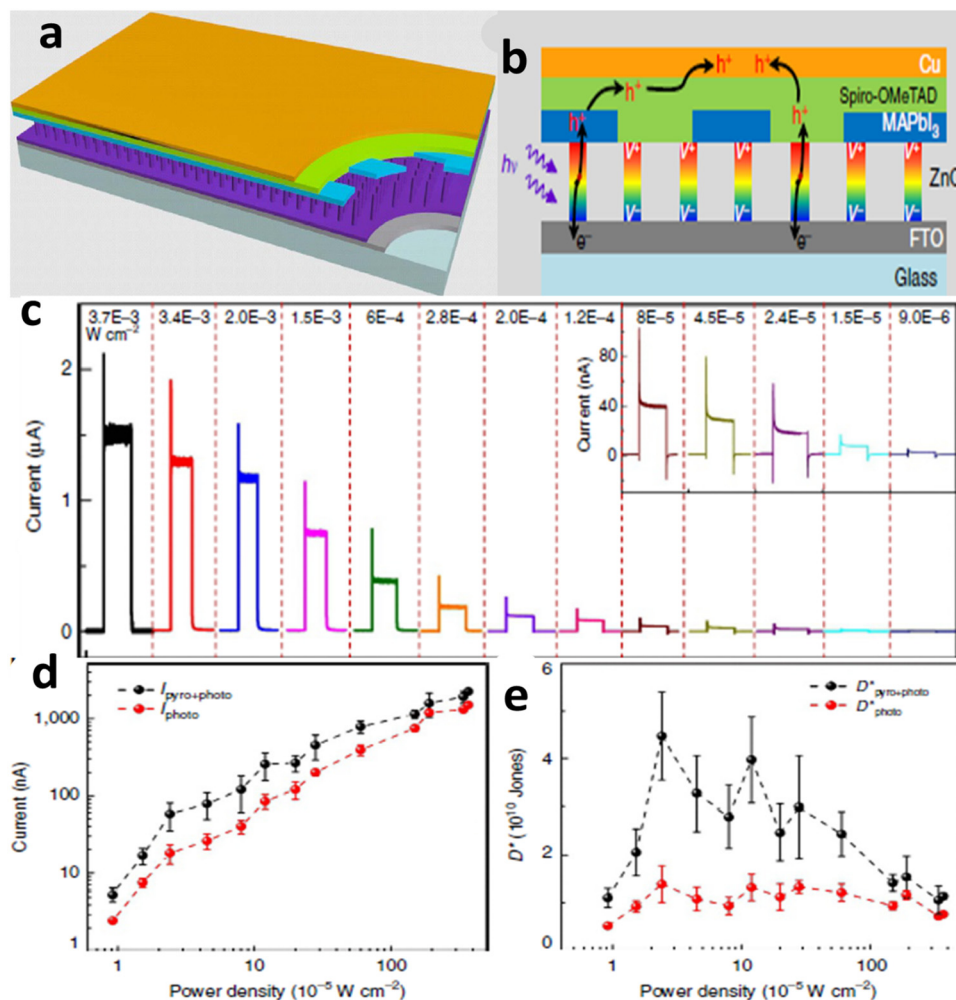 a
b
Cu
h⁺ h⁺
h⁺
Spiro-OMeTAD
h⁺ h⁺
MAPbI₃
hν
V⁺ V⁺ V⁺ V⁺ V⁺
ZnO
V⁻ V⁻ V⁻ V⁻ V⁻
e⁻ e⁻
FTO
Glass
c
3.7E–3 3.4E–3 2.0E–3 1.5E–3 6E–4 2.8E–4 2.0E–4 1.2E–4 8E–5 4.5E–5 2.4E–5 1.5E–5 9.0E–6
W cm⁻²
Current (μA)
2
1
0
Current (nA)
80
40
0
d
I pyro+photo
I photo
Current (nA)
1,000
100
10
1
1 10 100
Power density (10⁻⁵ W cm⁻²)
e
D* pyro+photo
D* photo
D* (10¹⁰ Jones)
6
4
2
0
1 10 100
Power density (10⁻⁵ W cm⁻²)